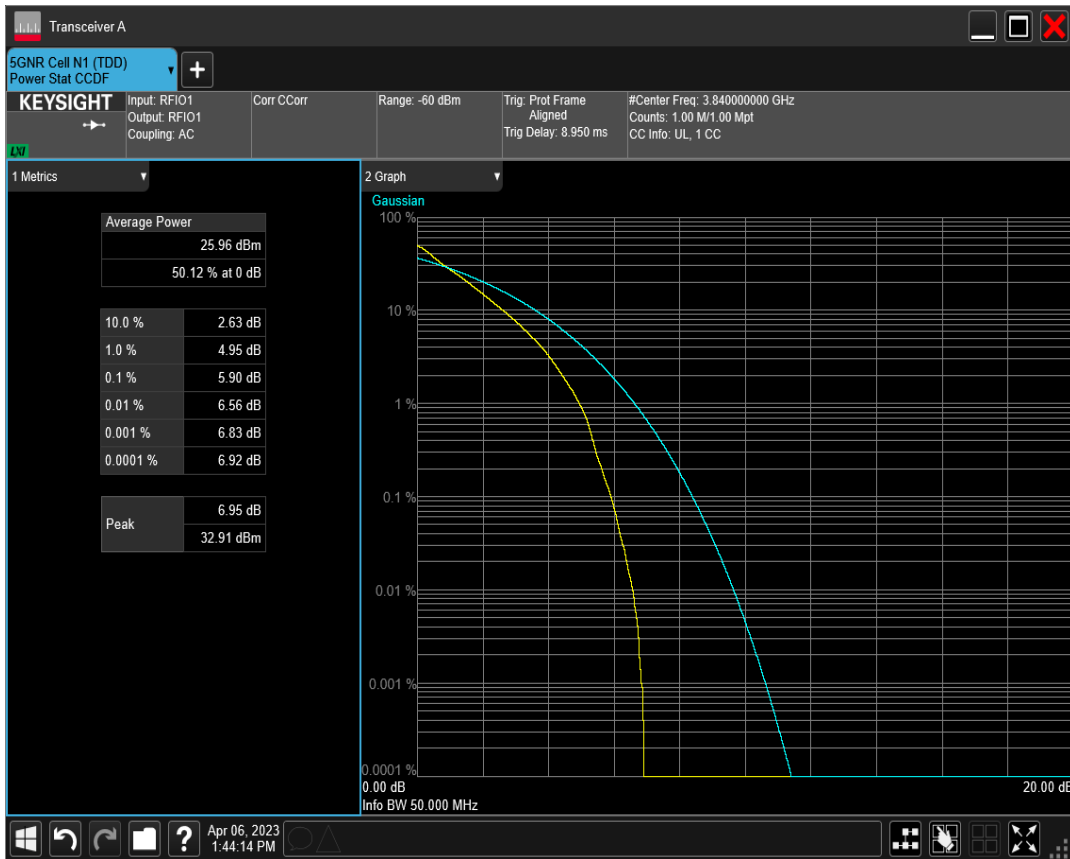 Transceiver A
5GNR Cell N1 (TDD)
Power Stat CCDF
+
KEYSIGHT
LXI
Input: RFIO1
Output: RFIO1
Coupling: AC
Corr CCorr
Range: -60 dBm
Trig: Prot Frame
Aligned
Trig Delay: 8.950 ms
#Center Freq: 3.840000000 GHz
Counts: 1.00 M/1.00 Mpt
CC Info: UL, 1 CC
1 Metrics
Average Power
25.96 dBm
50.12 % at 0 dB
10.0 % 2.63 dB
1.0 % 4.95 dB
0.1 % 5.90 dB
0.01 % 6.56 dB
0.001 % 6.83 dB
0.0001 % 6.92 dB
Peak
6.95 dB
32.91 dBm
2 Graph
Gaussian
100 %
10 %
1 %
0.1 %
0.01 %
0.001 %
0.0001 %
0.00 dB
20.00 dB
Info BW 50.000 MHz
?
Apr 06, 2023
1:44:14 PM